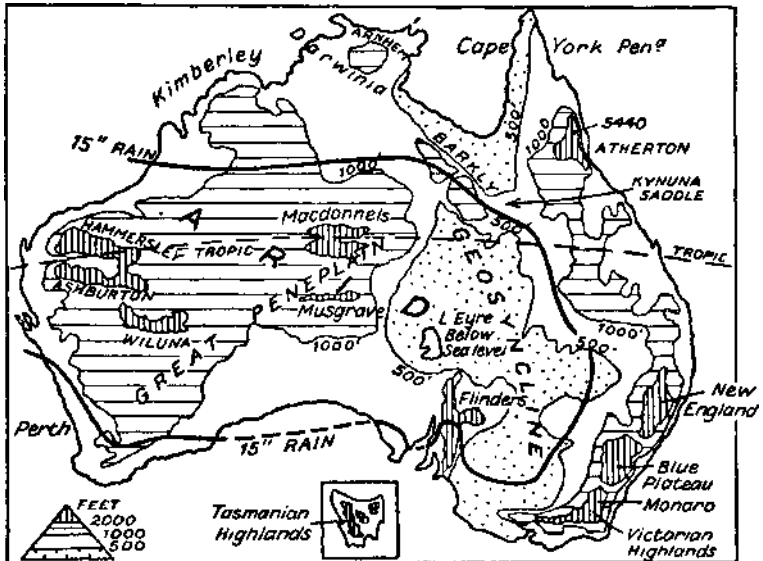 ARNHEM
Darwinia
Cape York Pena
Kimberley
500'
5440
1000
ATHERTON
15" RAIN
BARKLY
1000'
KYNUNA
SADDLE
500'
A R I D
Macdonnels
HAMMERSLEY
TROPIC
TROPIC
ASHBURTON
GREAT PENEPLAIN
GEOSYNCLINE
Musgrave
L Eyre
Below
Sea level
WILUNA
1000'
1000'
500'
500'
Flinders
New
England
Perth
15" RAIN
Blue
Plateau
Monaro
Victorian
Highlands
Tasmanian
Highlands
FEET
2000
1000
500